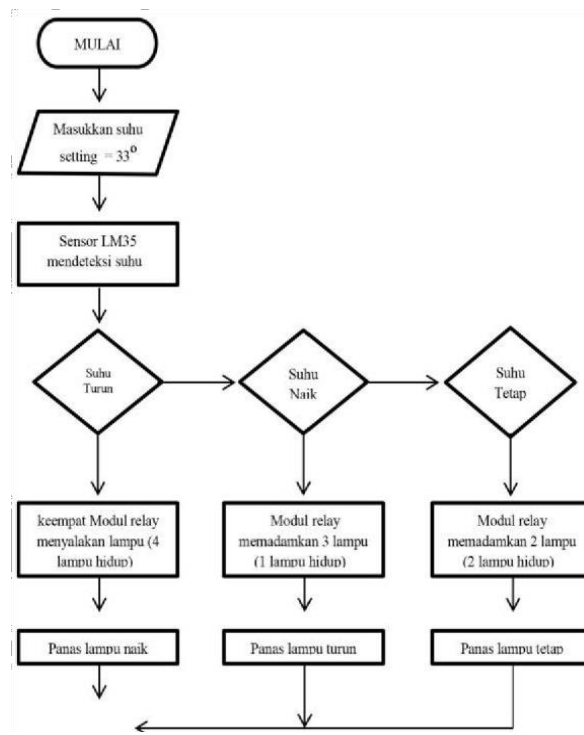 MULAI
Masukkan suhu
setting = 33°
Sensor LM35
mendeteksi suhu
Suhu
Turun
Suhu
Naik
Suhu
Tetap
keempat Modul relay
menyalakan lampu (4
lampu hidup)
Modul relay
memadamkan 3 lampu
(1 lampu hidup)
Modul relay
memadamkan 2 lampu
(2 lampu hidup)
Panas lampu naik
Panas lampu turun
Panas lampu tetap